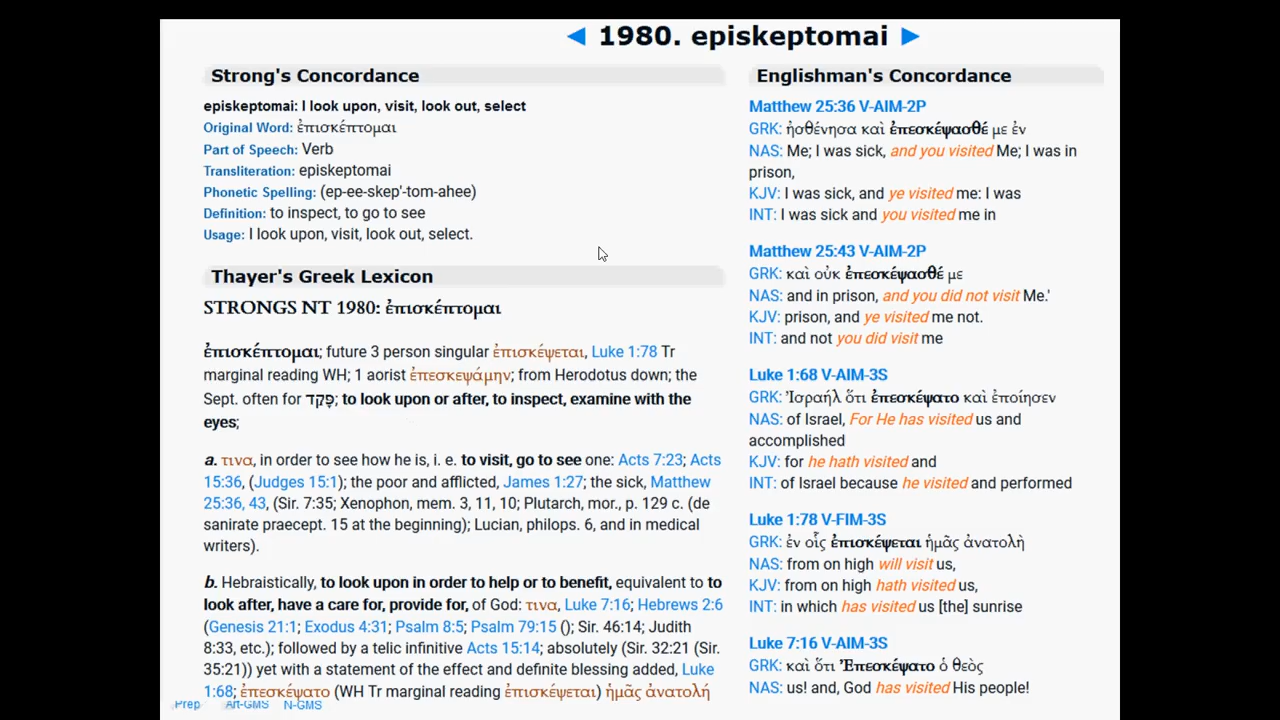 ◄ 1980. episkeptomai ►
Strong's Concordance
episkeptomai: I look upon, visit, look out, select
Original Word: ἐπισκέπτομαι
Part of Speech: Verb
Transliteration: episkeptomai
Phonetic Spelling: (ep-ee-skep'-tom-ahee)
Definition: to inspect, to go to see
Usage: I look upon, visit, look out, select.
Thayer's Greek Lexicon
STRONGS NT 1980: ἐπισκέπτομαι
ἐπισκέπτομαι; future 3 person singular ἐπισκέψεται, Luke 1:78 Tr
marginal reading WH; 1 aorist ἐπεσκεψάμην; from Herodotus down; the
Sept. often for פָּקַד; to look upon or after, to inspect, examine with the
eyes;
a. τινα, in order to see how he is, i. e. to visit, go to see one: Acts 7:23; Acts
15:36, (Judges 15:1); the poor and afflicted, James 1:27; the sick, Matthew
25:36, 43, (Sir. 7:35; Xenophon, mem. 3, 11, 10; Plutarch, mor., p. 129 c. (de
sanirate praecept. 15 at the beginning); Lucian, philops. 6, and in medical
writers).
b. Hebraistically, to look upon in order to help or to benefit, equivalent to to
look after, have a care for, provide for, of God: τινα, Luke 7:16; Hebrews 2:6
(Genesis 21:1; Exodus 4:31; Psalm 8:5; Psalm 79:15 (); Sir. 46:14; Judith
8:33, etc.); followed by a telic infinitive Acts 15:14; absolutely (Sir. 32:21 (Sir.
35:21)) yet with a statement of the effect and definite blessing added, Luke
1:68; ἐπεσκέψατο (WH Tr marginal reading ἐπισκέψεται) ἡμᾶς ἀνατολή
Prep Art-GMS N-GMS
Englishman's Concordance
Matthew 25:36 V-AIM-2P
GRK: ἠσθένησα καὶ ἐπεσκέψασθέ με ἐν
NAS: Me; I was sick, and you visited Me; I was in
prison,
KJV: I was sick, and ye visited me: I was
INT: I was sick and you visited me in
Matthew 25:43 V-AIM-2P
GRK: καὶ οὐκ ἐπεσκέψασθέ με
NAS: and in prison, and you did not visit Me.'
KJV: prison, and ye visited me not.
INT: and not you did visit me
Luke 1:68 V-AIM-3S
GRK: Ἰσραήλ ὅτι ἐπεσκέψατο καὶ ἐποίησεν
NAS: of Israel, For He has visited us and
accomplished
KJV: for he hath visited and
INT: of Israel because he visited and performed
Luke 1:78 V-FIM-3S
GRK: ἐν οἷς ἐπισκέψεται ἡμᾶς ἀνατολὴ
NAS: from on high will visit us,
KJV: from on high hath visited us,
INT: in which has visited us [the] sunrise
Luke 7:16 V-AIM-3S
GRK: καὶ ὅτι Ἐπεσκέψατο ὁ θεὸς
NAS: us! and, God has visited His people!